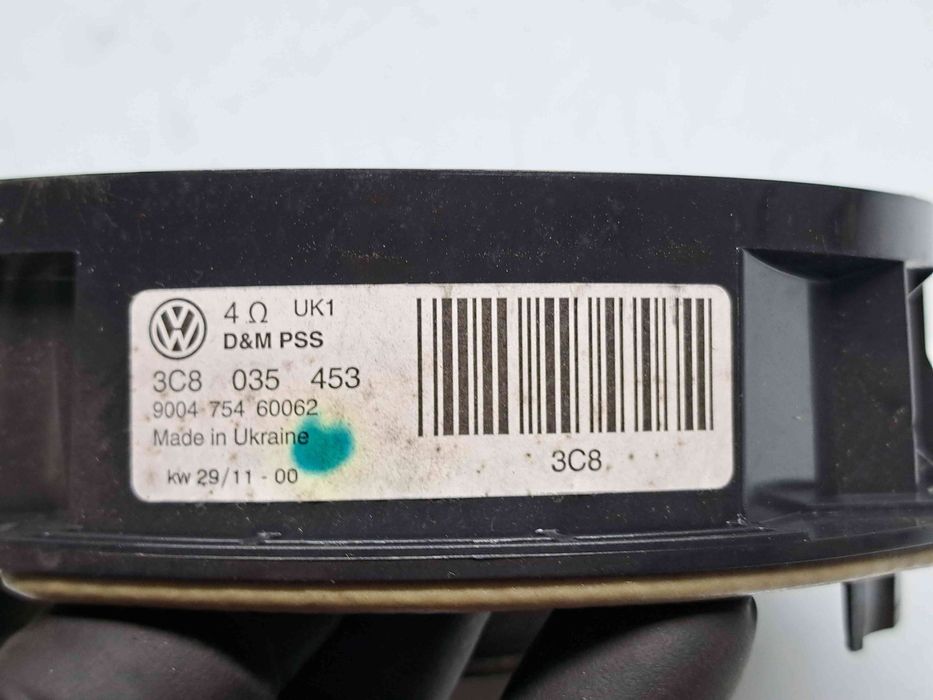 4 Ω UK1
D&M PSS
3C8 035 453
9004 754 60062
Made in Ukraine
kw 29/11 - 00
3C8